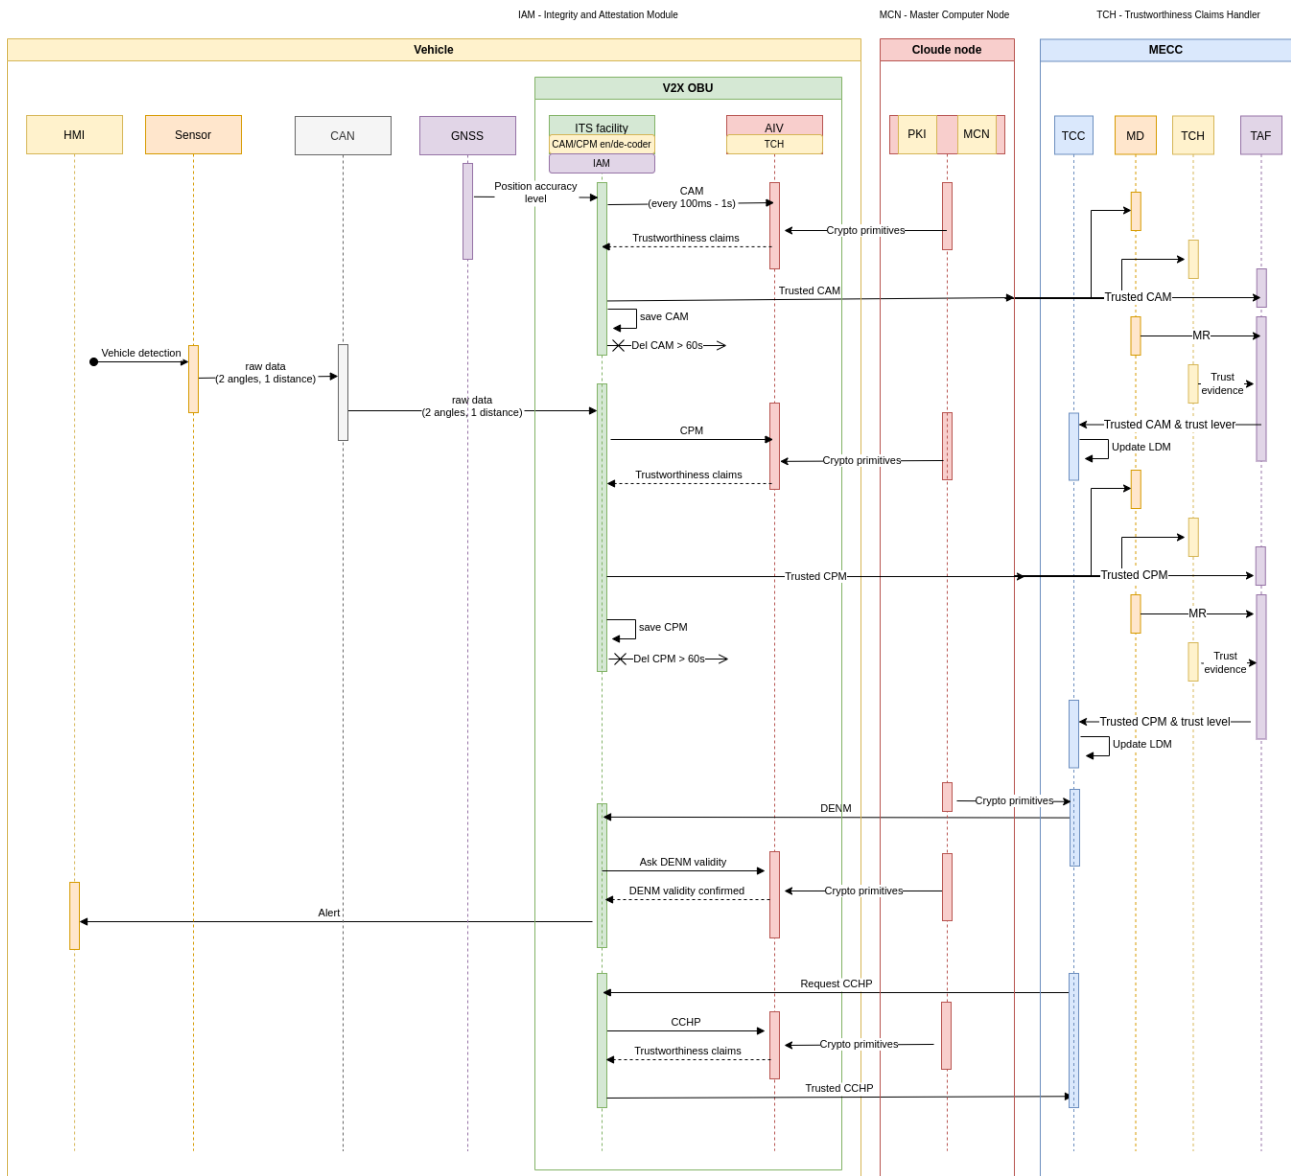 IAM - Integrity and Attestation Module
MCN - Master Computer Node
TCH - Trustworthiness Claims Handler
Vehicle
Cloude node
MECC
V2X OBU
HMI
Sensor
CAN
GNSS
ITS facility
CAM/CPM en/de-coder
IAM
AIV
TCH
PKI
MCN
TCC
MD
TCH
TAF
Position accuracy
level
CAM
(every 100ms - 1s)
Crypto primitives
Trustworthiness claims
Trusted CAM
Trusted CAM
save CAM
MR
Del CAM > 60s
Vehicle detection
raw data
(2 angles, 1 distance)
Trust
evidence
raw data
(2 angles, 1 distance)
Trusted CAM & trust lever
CPM
Update LDM
Crypto primitives
Trustworthiness claims
Trusted CPM
Trusted CPM
MR
save CPM
Del CPM > 60s
Trust
evidence
Trusted CPM & trust level
Update LDM
Crypto primitives
DENM
Ask DENM validity
DENM validity confirmed
Crypto primitives
Alert
Request CCHP
CCHP
Crypto primitives
Trustworthiness claims
Trusted CCHP